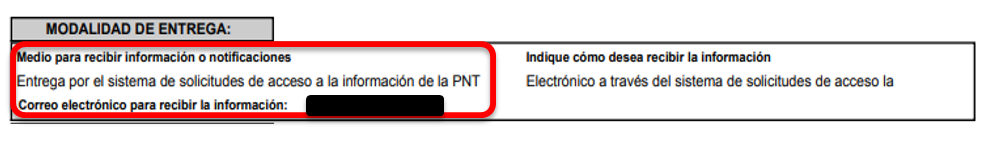 MODALIDAD DE ENTREGA:
Medio para recibir información o notificaciones
Entrega por el sistema de solicitudes de acceso a la información de la PNT
Correo electrónico para recibir la información:
Indique cómo desea recibir la información
Electrónico a través del sistema de solicitudes de acceso la